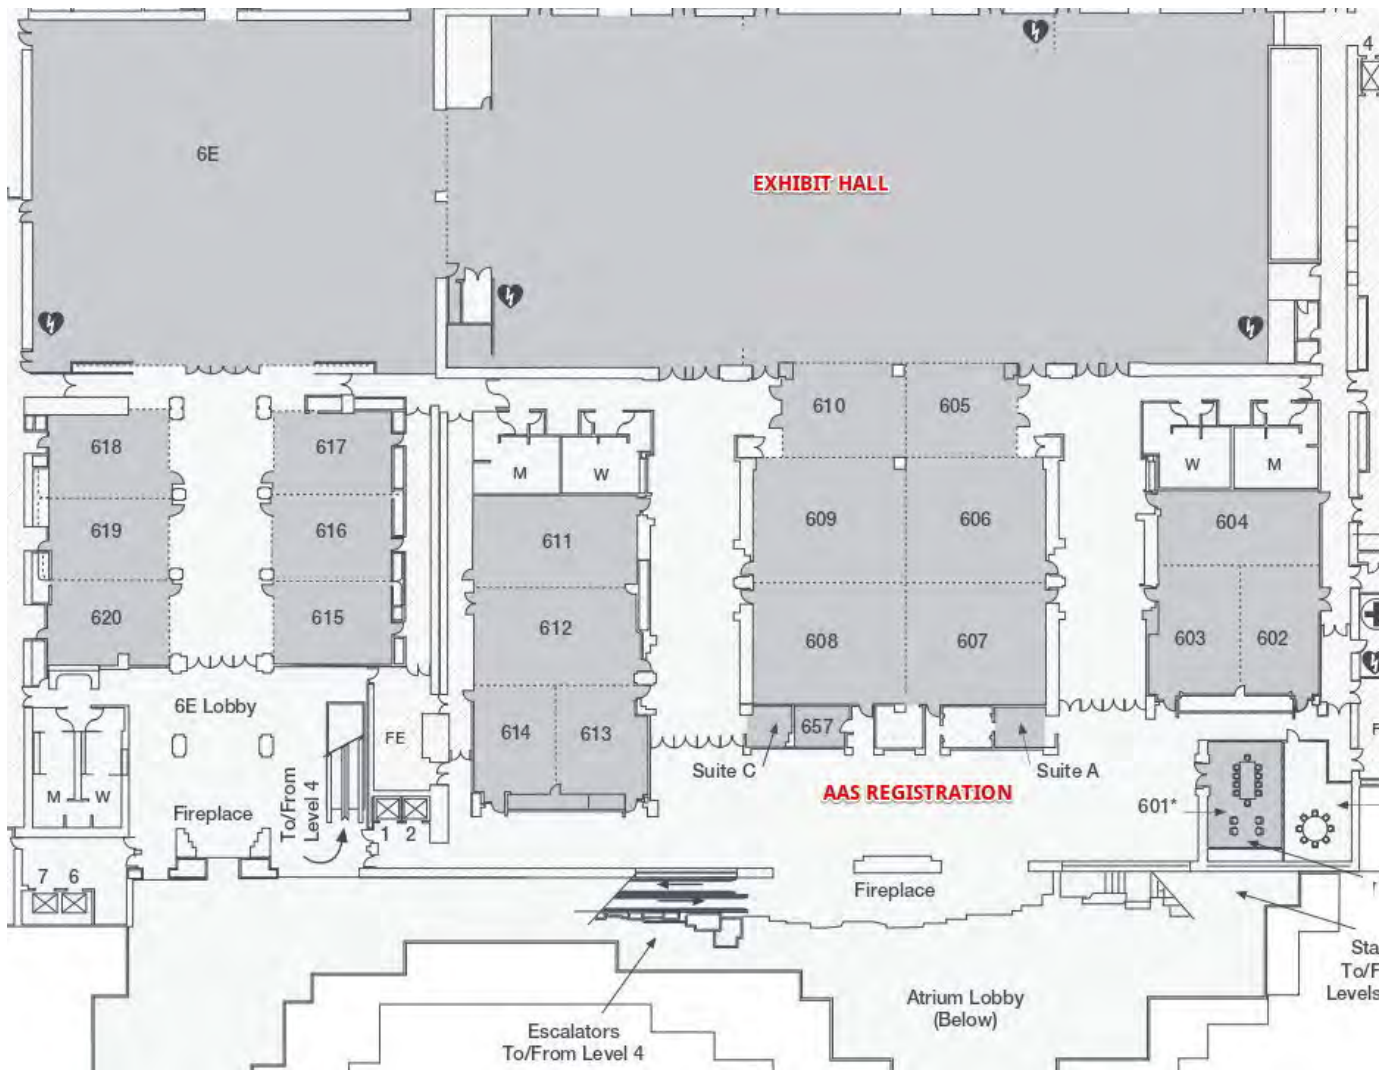 4
6E
EXHIBIT HALL
610
605
618
617
M
W
W
M
609
606
604
619
616
611
620
615
612
608
607
603
602
6E Lobby
FE
614
613
657
Suite C
Suite A
To/From
Level 4
AAS REGISTRATION
601*
M
W
Fireplace
1
2
7
6
Fireplace
Sta
To/F
Levels
Atrium Lobby
(Below)
Escalators
To/From Level 4